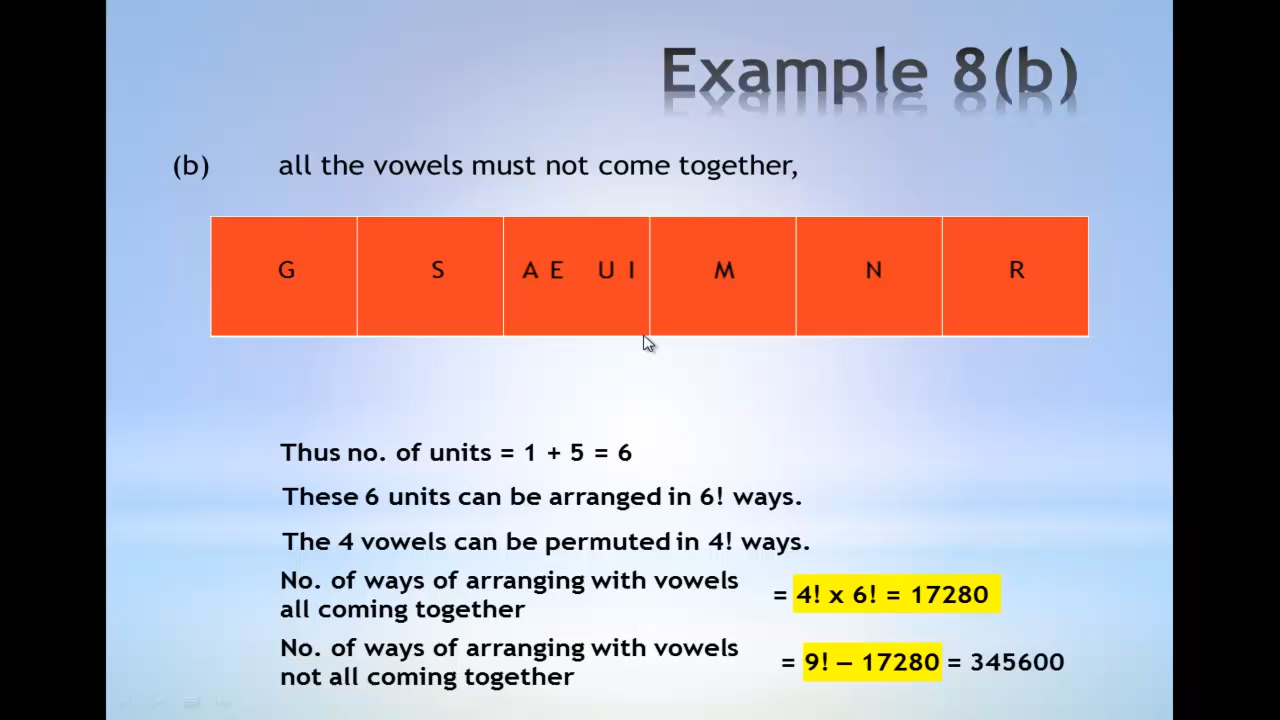 Example 8(b)
(b) all the vowels must not come together,
G S A E U I M N R
Thus no. of units = 1 + 5 = 6
These 6 units can be arranged in 6! ways.
The 4 vowels can be permuted in 4! ways.
No. of ways of arranging with vowels
all coming together
= 4! x 6! = 17280
No. of ways of arranging with vowels
not all coming together
= 9! – 17280 = 345600